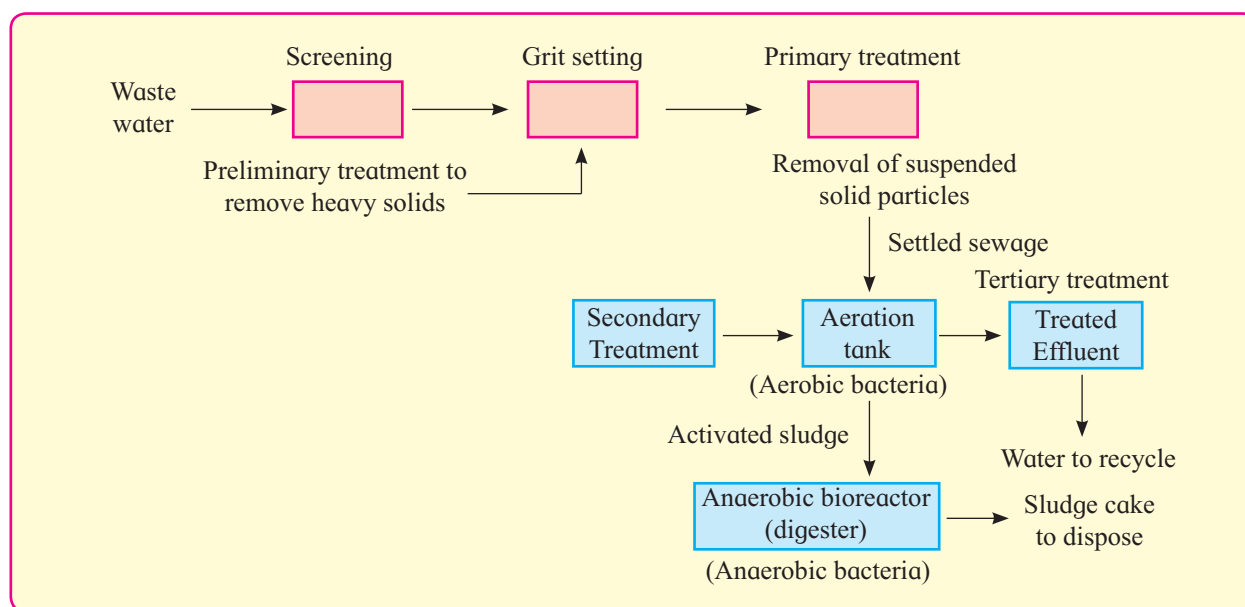 Screening
Grit setting
Primary treatment
Waste
water
Preliminary treatment to
remove heavy solids
Removal of suspended
solid particles
Settled sewage
Tertiary treatment
Secondary
Treatment
Aeration
tank
Treated
Effluent
(Aerobic bacteria)
Activated sludge
Water to recycle
Anaerobic bioreactor
(digester)
Sludge cake
to dispose
(Anaerobic bacteria)